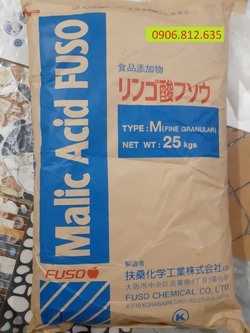 0906.812.635
Malic Acid FUSO
食品添加物
リンゴ酸フソウ
TYPE: M(FINE GRANULAR)
NET WT: 25 kgs
製造者
扶桑化学工業株式会社
FUSO
FUSO CHEMICAL CO., LTD.
K